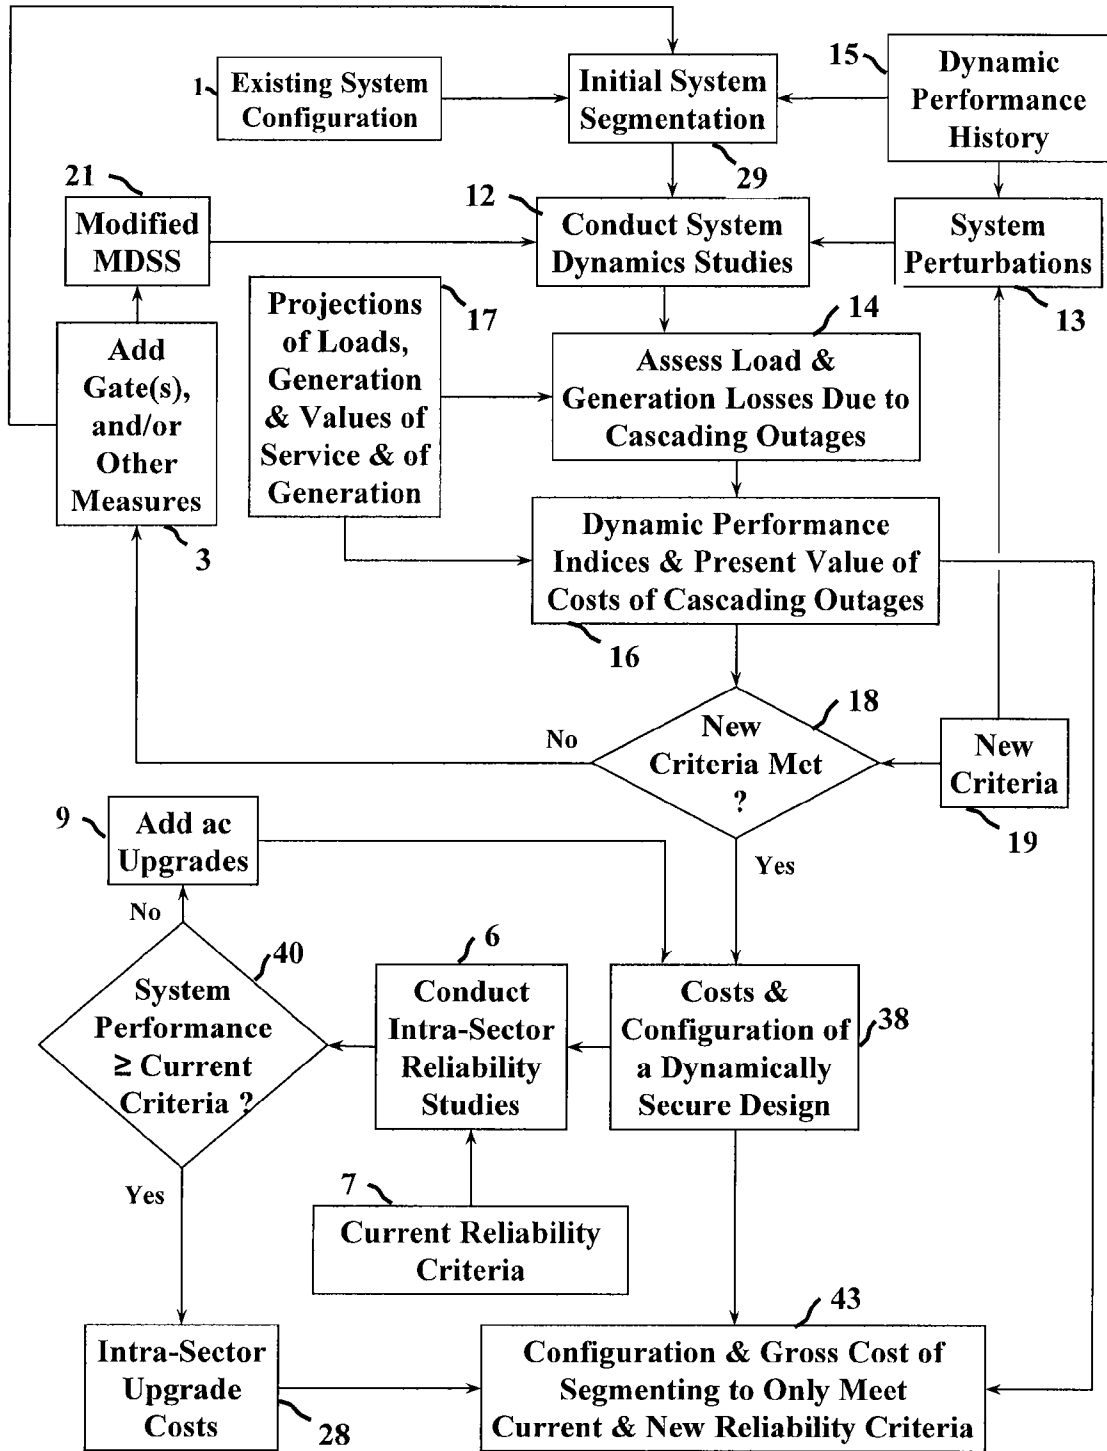 15
Dynamic
Performance
History
1
Existing System
Configuration
Initial System
Segmentation
29
21
Modified
MDSS
12
Conduct System
Dynamics Studies
System
Perturbations
13
Projections
of Loads,
Generation
& Values of
Service & of
Generation
17
14
Assess Load &
Generation Losses Due to
Cascading Outages
Add
Gate(s),
and/or
Other
Measures
3
Dynamic Performance
Indices & Present Value of
Costs of Cascading Outages
16
18
New
Criteria Met
?
No
Yes
New
Criteria
19
9
Add ac
Upgrades
No
40
System
Performance
≥ Current
Criteria ?
Yes
6
Conduct
Intra-Sector
Reliability
Studies
Costs &
Configuration of
a Dynamically
Secure Design
38
7
Current Reliability
Criteria
43
Intra-Sector
Upgrade
Costs
28
Configuration & Gross Cost of
Segmenting to Only Meet
Current & New Reliability Criteria